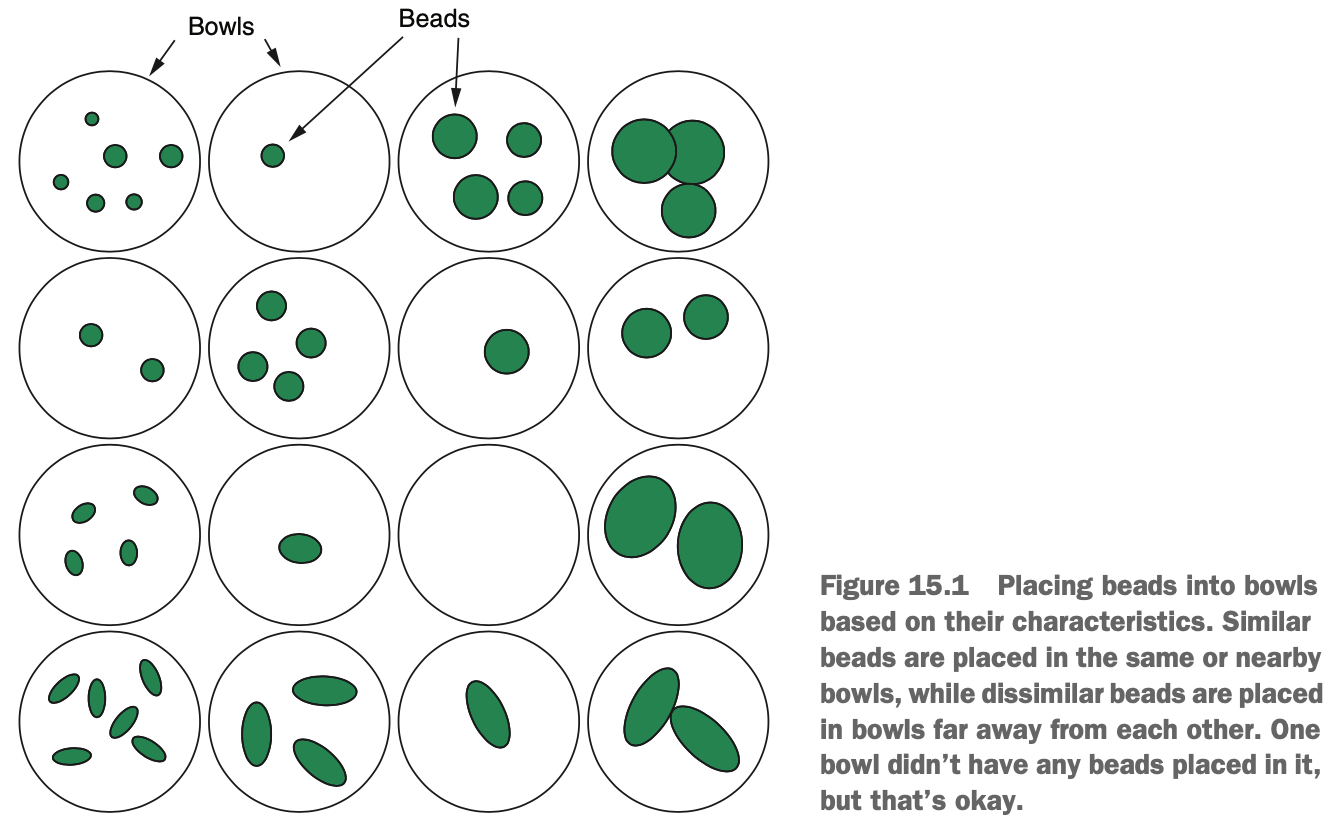 Bowls
Beads
Figure 15.1 Placing beads into bowls
based on their characteristics. Similar
beads are placed in the same or nearby
bowls, while dissimilar beads are placed
in bowls far away from each other. One
bowl didn’t have any beads placed in it,
but that’s okay.